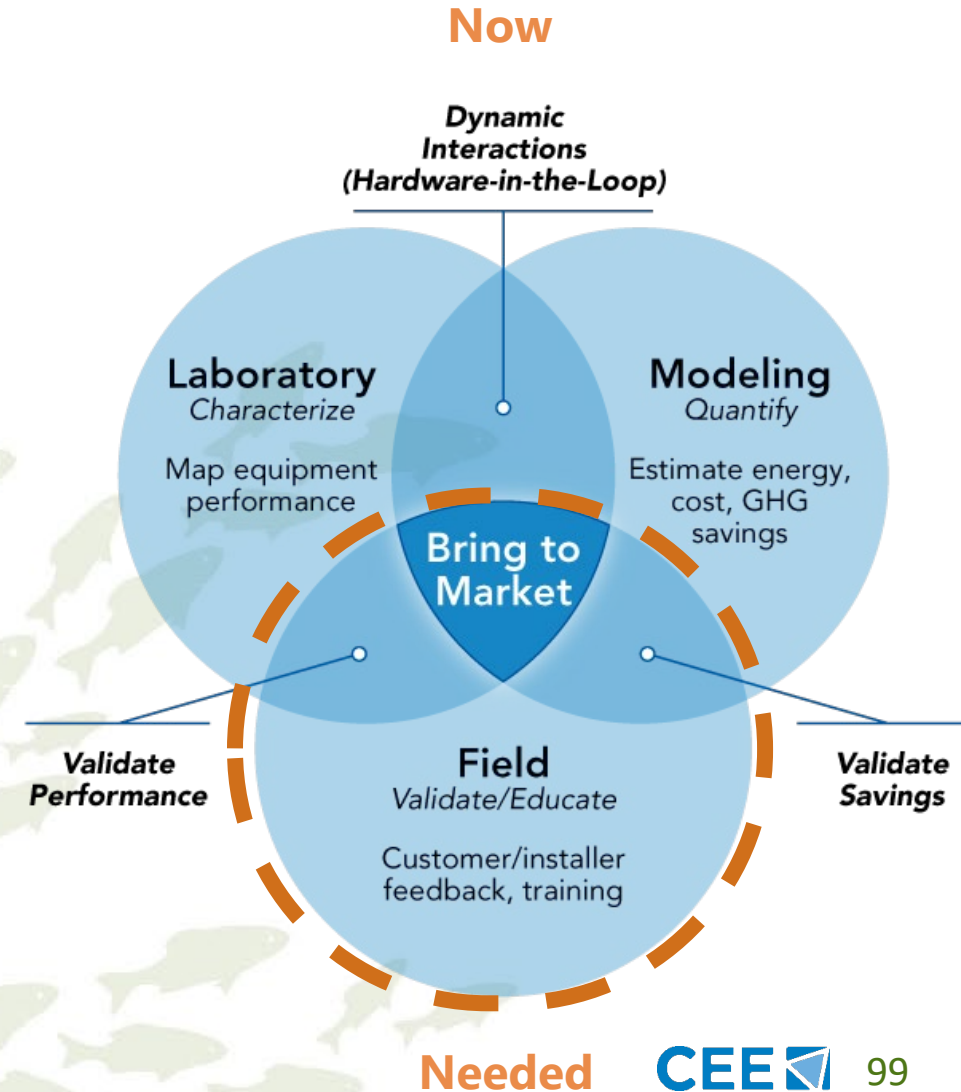 Now
Dynamic
Interactions
(Hardware-in-the-Loop)
Laboratory
Characterize
Map equipment
performance
Modeling
Quantify
Estimate energy,
cost, GHG
savings
Bring to
Market
Validate
Performance
Field
Validate/Educate
Customer/installer
feedback, training
Validate
Savings
Needed
CEE
99